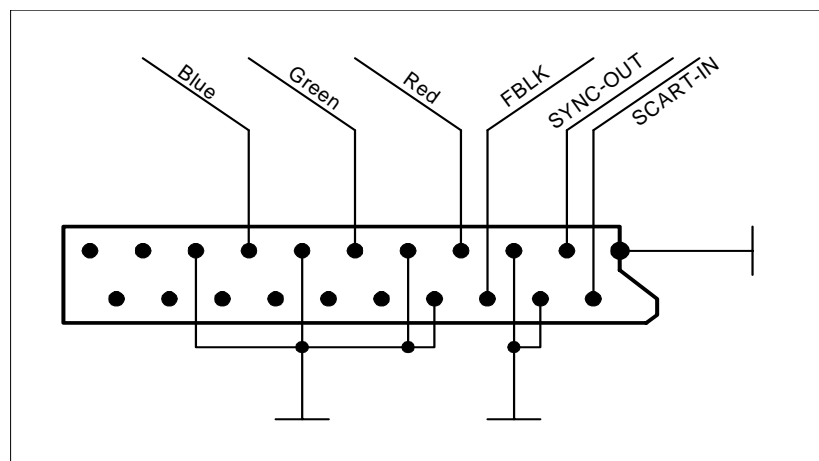 Blue
Green
Red
FBLK
SYNC-OUT
SCART-IN